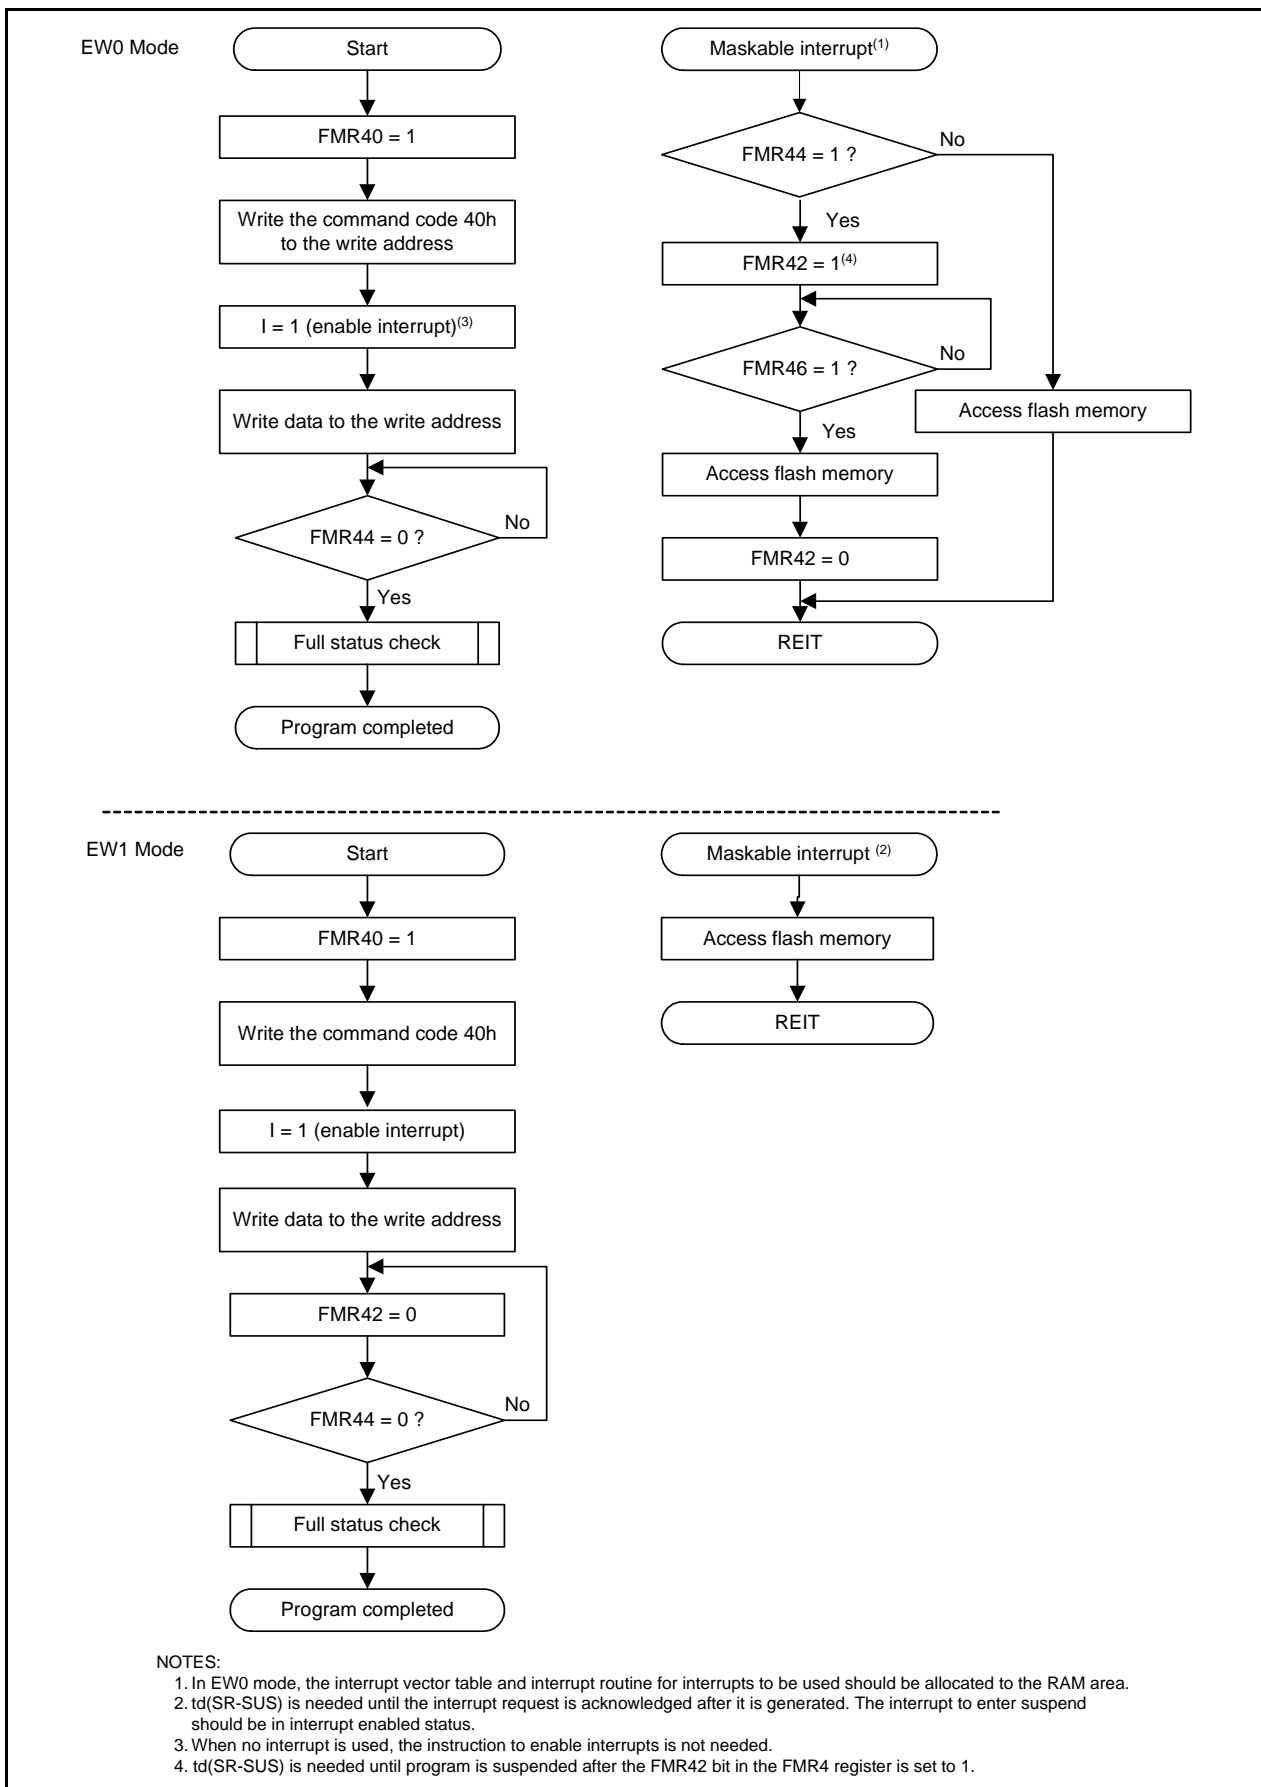 EW0 Mode
Start
FMR40 = 1
Write the command code 40h
to the write address
I = 1 (enable interrupt)(3)
Write data to the write address
FMR44 = 0 ?
No
Yes
Full status check
Program completed
Maskable interrupt(1)
FMR44 = 1 ?
No
Yes
FMR42 = 1(4)
FMR46 = 1 ?
No
Yes
Access flash memory
Access flash memory
FMR42 = 0
REIT
EW1 Mode
Start
FMR40 = 1
Write the command code 40h
I = 1 (enable interrupt)
Write data to the write address
FMR42 = 0
FMR44 = 0 ?
No
Yes
Full status check
Program completed
Maskable interrupt (2)
Access flash memory
REIT
NOTES:
1. In EW0 mode, the interrupt vector table and interrupt routine for interrupts to be used should be allocated to the RAM area.
2. td(SR-SUS) is needed until the interrupt request is acknowledged after it is generated. The interrupt to enter suspend
should be in interrupt enabled status.
3. When no interrupt is used, the instruction to enable interrupts is not needed.
4. td(SR-SUS) is needed until program is suspended after the FMR42 bit in the FMR4 register is set to 1.